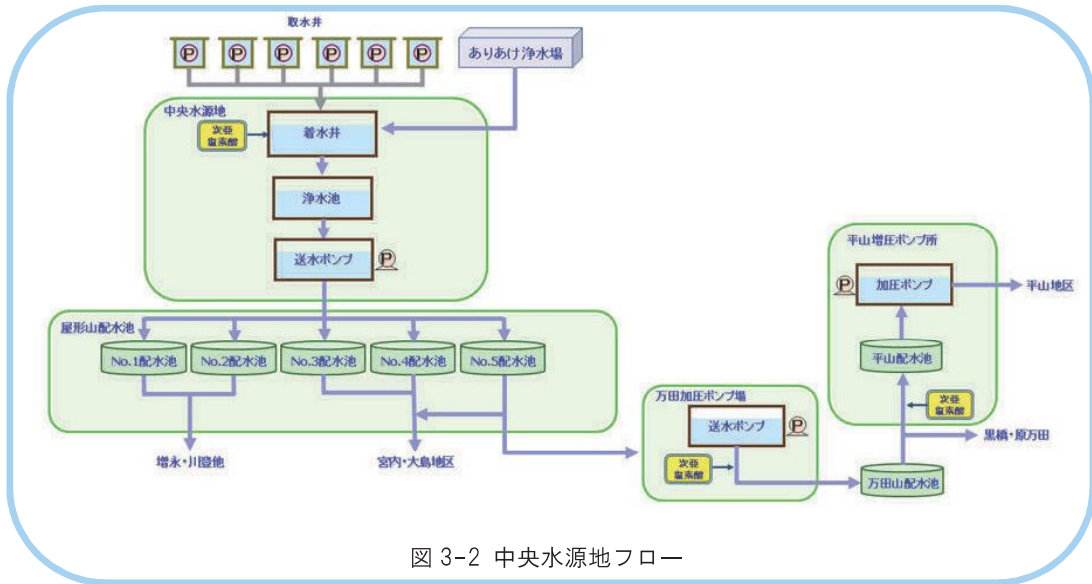 取水井
P P P P P P
ありあけ浄水場
中央水源地
次亜
塩素酸
着水井
浄水池
送水ポンプ
P
屋形山配水池
No.1配水池
No.2配水池
No.3配水池
No.4配水池
No.5配水池
増永・川登他
宮内・大島地区
万田加圧ポンプ場
送水ポンプ
P
次亜
塩素酸
万田山配水池
平山増圧ポンプ所
P
加圧ポンプ
平山地区
平山配水池
次亜
塩素酸
黒橋・原万田
図 3-2 中央水源地フロー